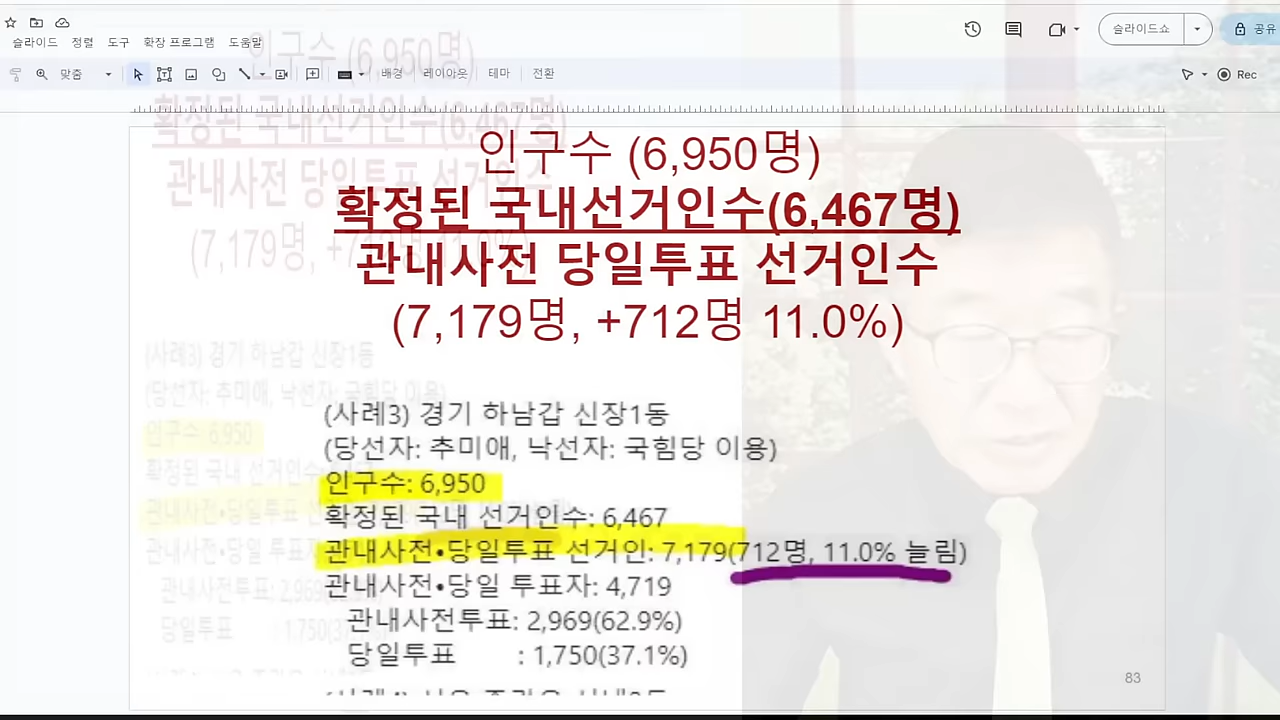 슬라이드 정렬 도구 확장 프로그램 도움말
슬라이드쇼
공유
맞춤
배경 레이아웃 테마 전환
Rec
인구수 (6,950명)
확정된 국내선거인수(6,467명)
관내사전 당일투표 선거인수
(7,179명, +712명 11.0%)
(사례3) 경기 하남갑 신장1동
(당선자: 추미애, 낙선자: 국힘당 이용)
인구수: 6,950
확정된 국내 선거인수: 6,467
관내사전•당일투표 선거인: 7,179(712명, 11.0% 늘림)
관내사전•당일 투표자: 4,719
관내사전투표: 2,969(62.9%)
당일투표 : 1,750(37.1%)
83